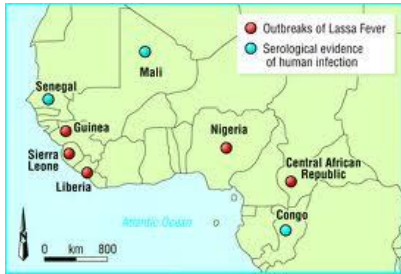 Outbreaks of Lassa Fever
Serological evidence
of human infection
Mali
Senegal
Guinea
Nigeria
Sierra
Leone
Central African
Republic
Liberia
Congo
Atlantic Ocean
0 km 800